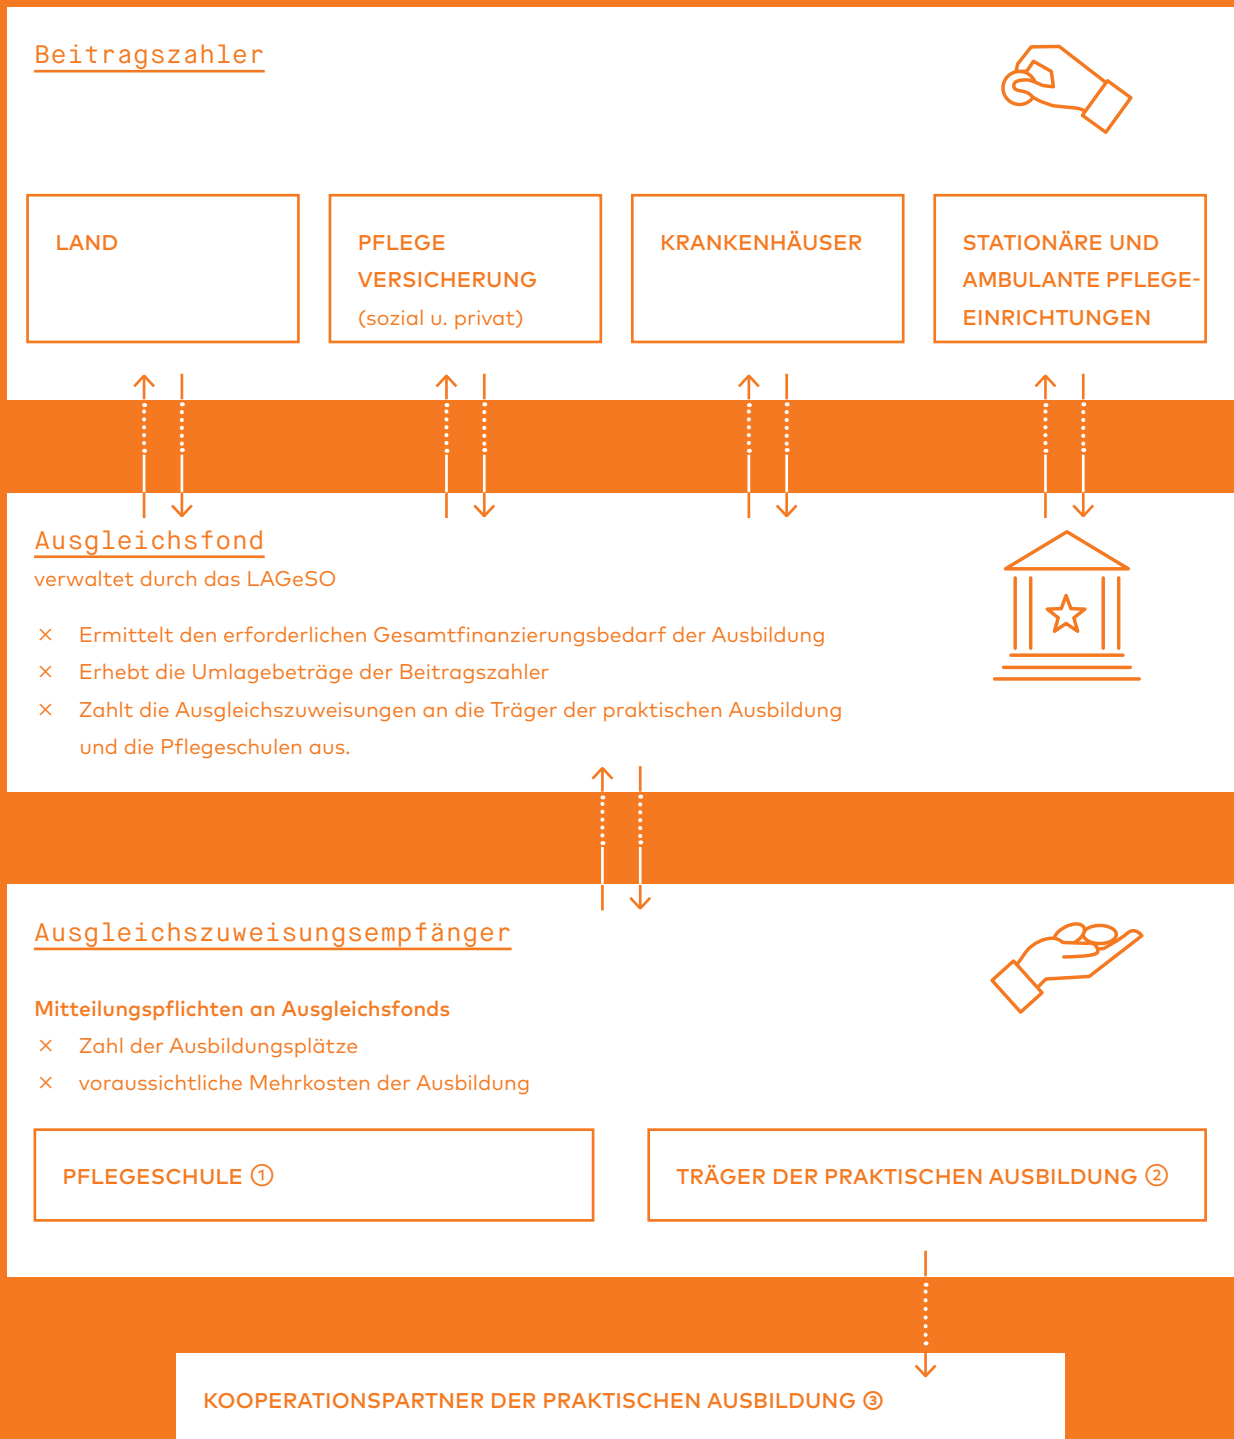 Beitragszahler
LAND
PFLEGE
VERSICHERUNG
(sozial u. privat)
KRANKENHÄUSER
STATIONÄRE UND
AMBULANTE PFLEGE-
EINRICHTUNGEN
Ausgleichsfond
verwaltet durch das LAGeSO
× Ermittelt den erforderlichen Gesamtfinanzierungsbedarf der Ausbildung
× Erhebt die Umlagebeträge der Beitragszahler
× Zahlt die Ausgleichszuweisungen an die Träger der praktischen Ausbildung
und die Pflegeschulen aus.
Ausgleichszuweisungsempfänger
Mitteilungspflichten an Ausgleichsfonds
× Zahl der Ausbildungsplätze
× voraussichtliche Mehrkosten der Ausbildung
PFLEGESCHULE ①
TRÄGER DER PRAKTISCHEN AUSBILDUNG ②
KOOPERATIONSPARTNER DER PRAKTISCHEN AUSBILDUNG ③